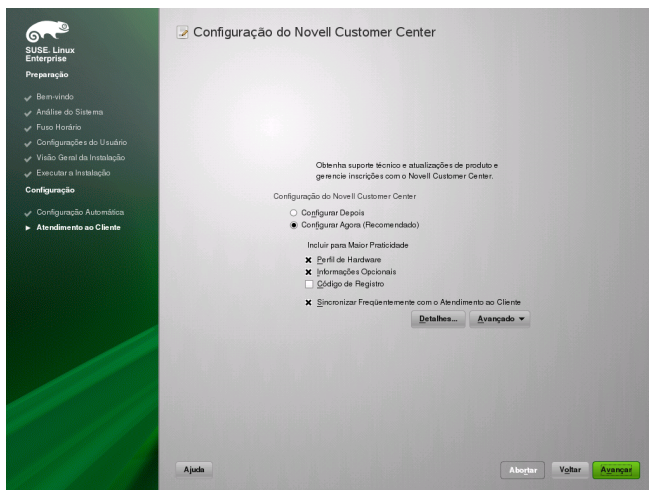 SUSE. Linux
Enterprise
Preparação
Bem-vindo
Análise do Sistema
Fuso Horário
Configurações do Usuário
Visão Geral da Instalação
Executar a Instalação
Configuração
Configuração Automática
Atendimento ao Cliente
Configuração do Novell Customer Center
Obtenha suporte técnico e atualizações de produto e
gerencie inscrições com o Novell Customer Center.
Configuração do Novell Customer Center
Configurar Depois
Configurar Agora (Recomendado)
Incluir para Maior Praticidade
Perfil de Hardware
Informações Opcionais
Código de Registro
Sincronizar Freqüentemente com o Atendimento ao Cliente
Detalhes... Avançado
Ajuda Abortar Voltar Avançar